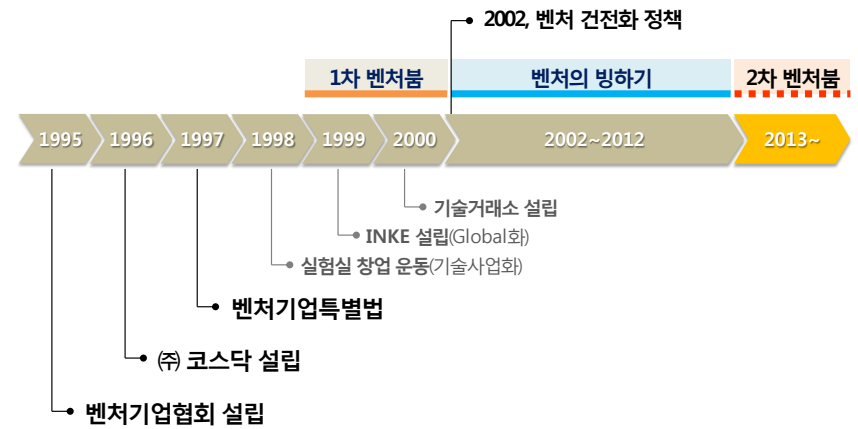 2002, 벤처 건전화 정책
1차 벤처붐
벤처의 빙하기
2차 벤처붐
1995
1996
1997
1998
1999
2000
2002~2012
2013~
기술거래소 설립
INKE 설립(Global화)
실험실 창업 운동(기술사업화)
벤처기업특별법
㈜ 코스닥 설립
벤처기업협회 설립